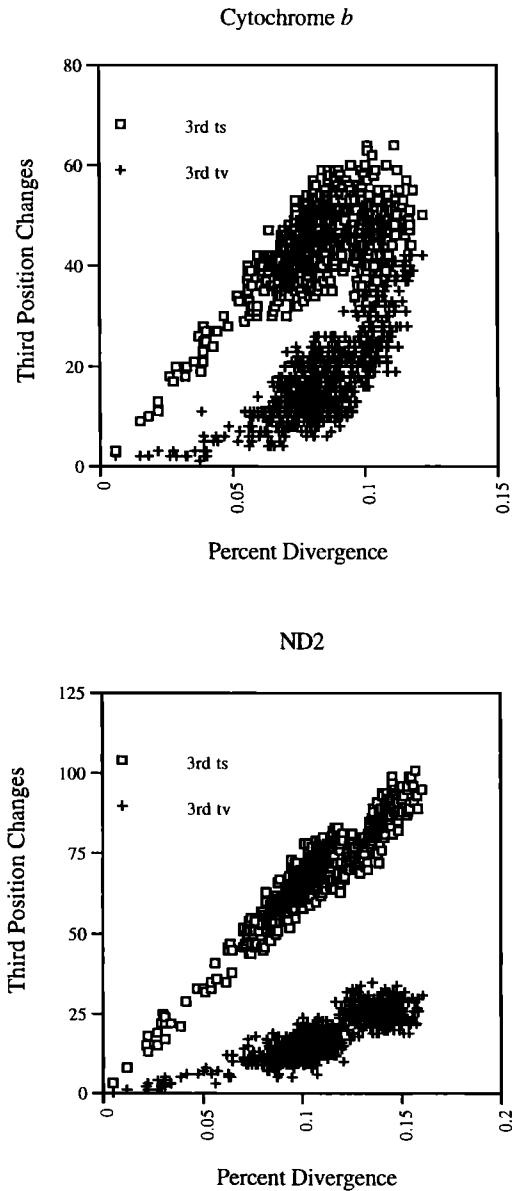 Cytochrome b
80
60
40
20
0
Third Position Changes
3rd ts
3rd tv
0
0.05
0.1
0.15
Percent Divergence
ND2
125
100
75
50
25
0
Third Position Changes
3rd ts
3rd tv
0
0.05
0.1
0.15
0.2
Percent Divergence